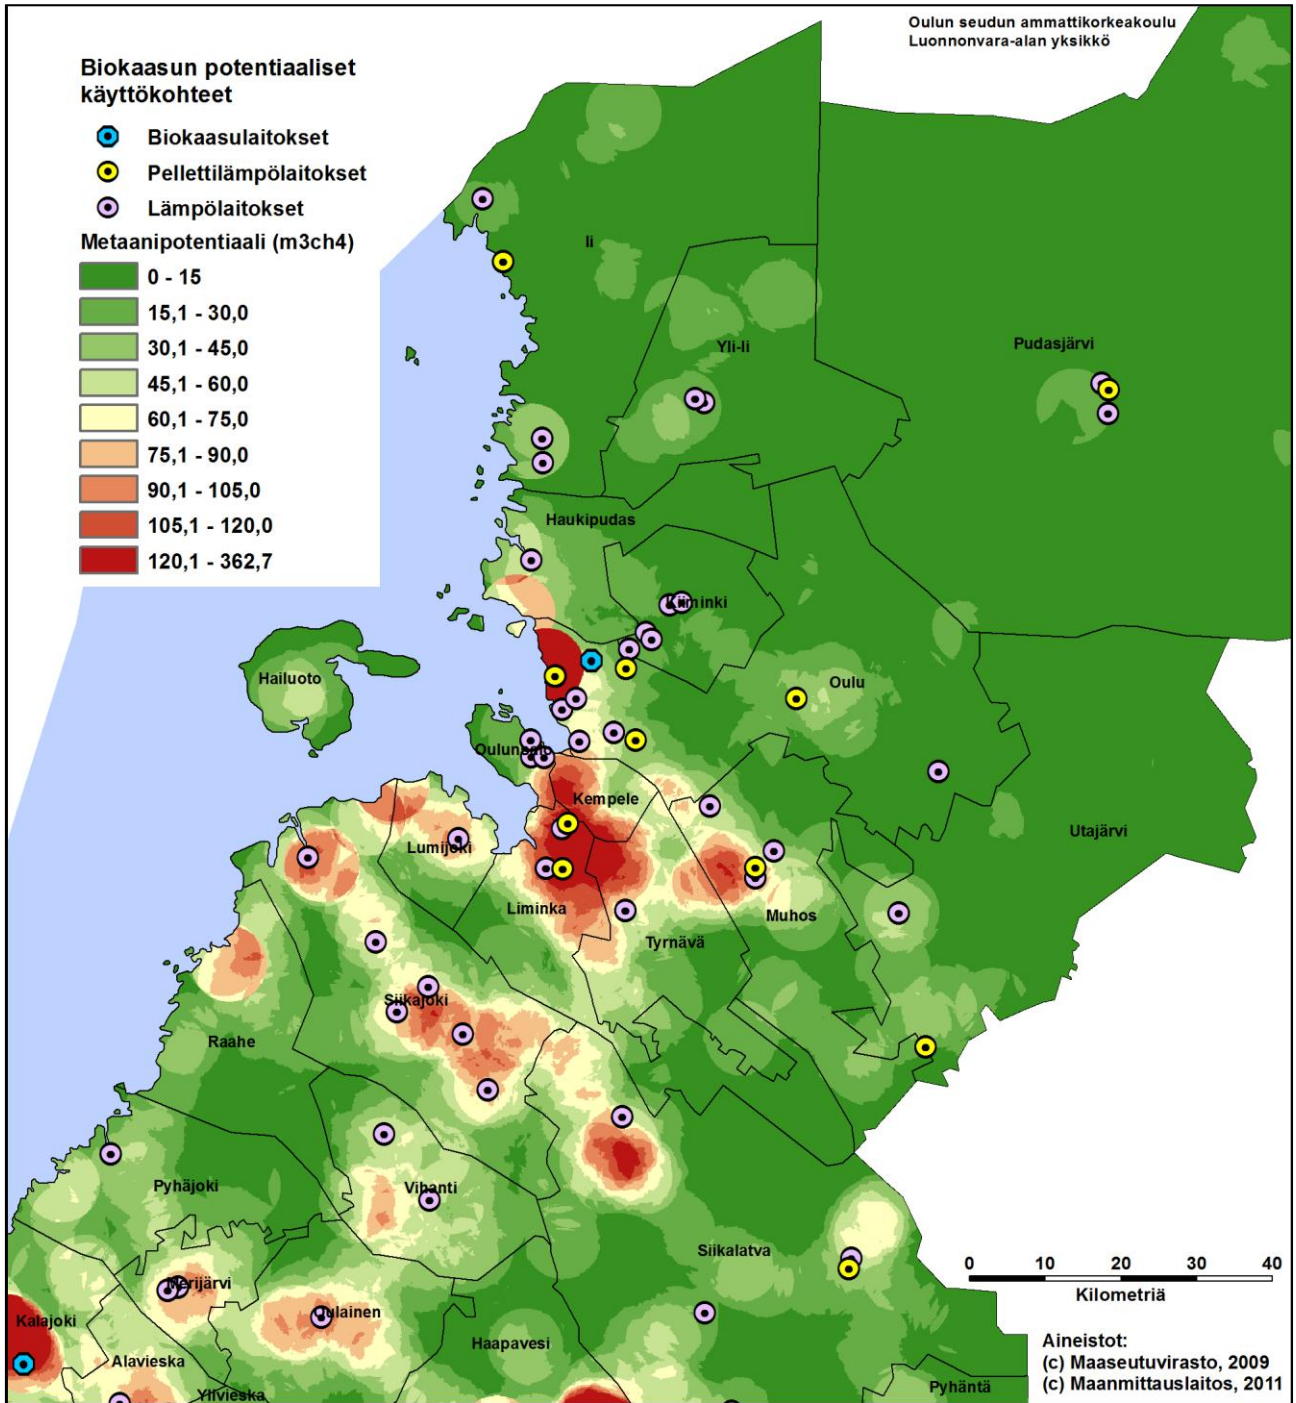 Oulun seudun ammattikorkeakoulu
Luonnonvara-alan yksikkö
Biokaasun potentiaaliset
käyttökohteet
Biokaasulaitokset
Pellettilämpölaitokset
Lämpölaitokset
Metaanipotentiaali (m3ch4)
0 - 15
15,1 - 30,0
30,1 - 45,0
45,1 - 60,0
60,1 - 75,0
75,1 - 90,0
90,1 - 105,0
105,1 - 120,0
120,1 - 362,7
Ii
Yli-Ii
Pudasjärvi
Haukipudas
Kiiminki
Hailuoto
Oulu
Oulunsalo
Kempele
Utajärvi
Lumijoki
Liminka
Muhos
Tyrnävä
Siikajoki
Raahe
Pyhäjoki
Vihanti
Siikalatva
Merijärvi
Oulainen
Kalajoki
Haapavesi
Alavieska
Ylivieska
Pyhäntä
0 10 20 30 40
Kilometriä
Aineistot:
(c) Maaseutuvirasto, 2009
(c) Maanmittauslaitos, 2011